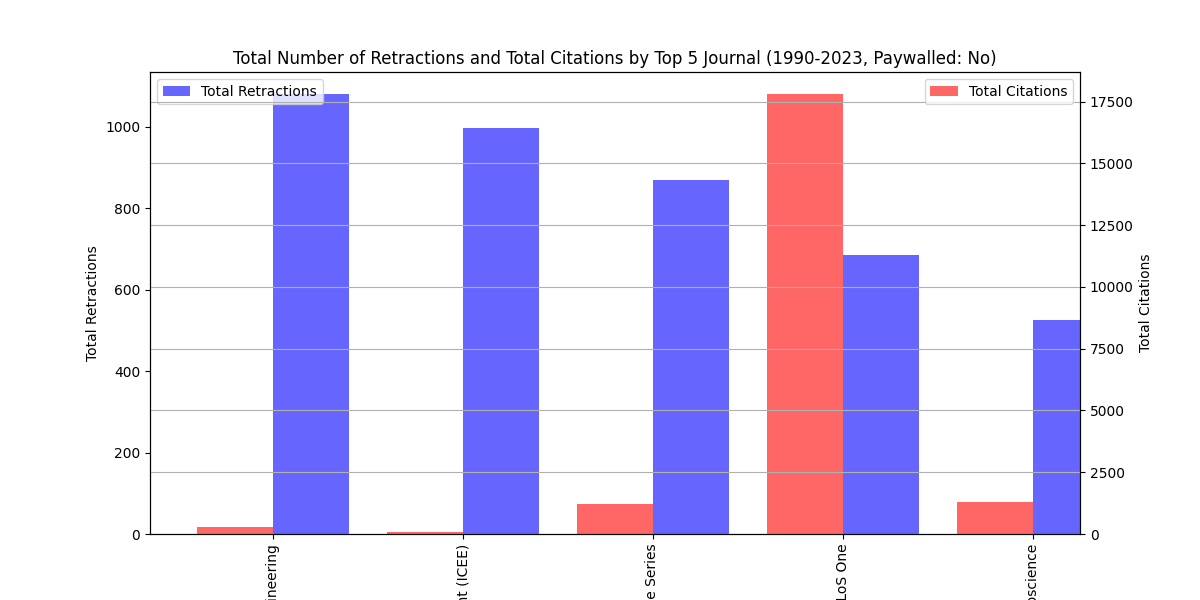 Total Number of Retractions and Total Citations by Top 5 Journal (1990-2023, Paywalled: No)
Total Retractions
Total Citations
1000
800
600
400
200
0
Total Retractions
17500
15000
12500
10000
7500
5000
2500
0
Total Citations
ineering
nt (ICEE)
e Series
LoS One
oscience